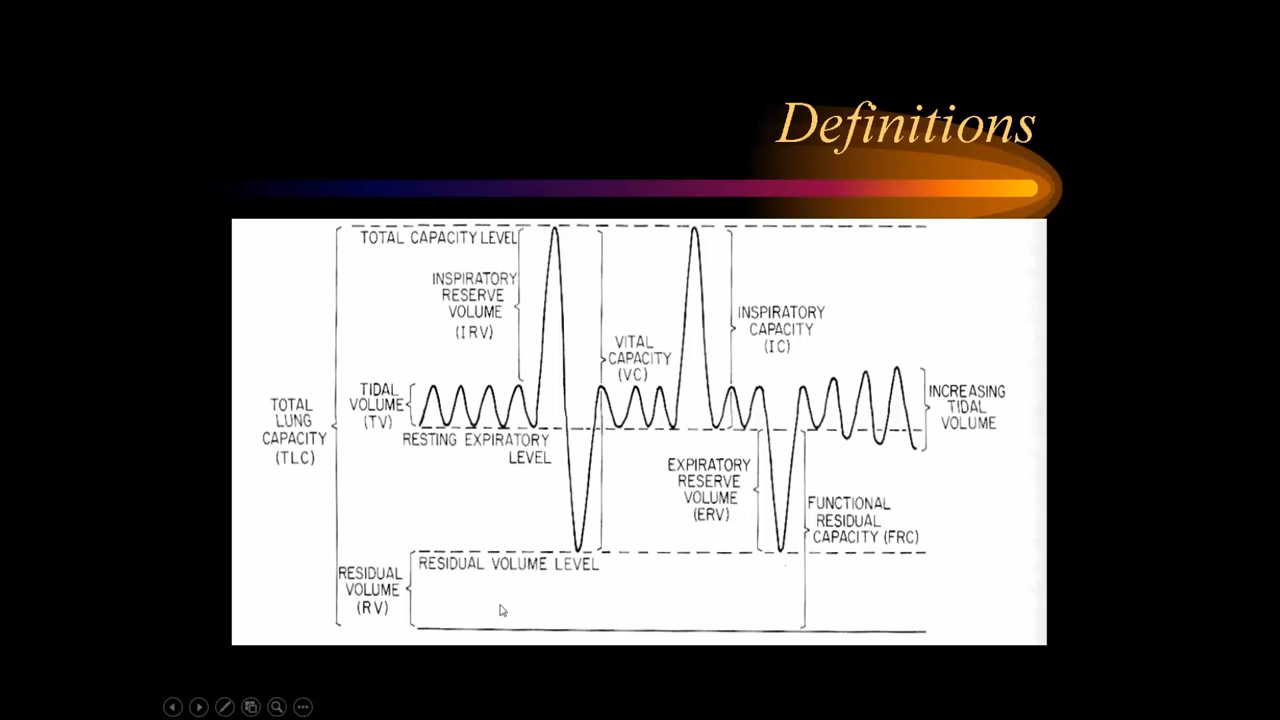 Definitions
TOTAL CAPACITY LEVEL
INSPIRATORY
RESERVE
VOLUME
(IRV)
INSPIRATORY
CAPACITY
(IC)
VITAL
CAPACITY
(VC)
TIDAL
VOLUME
(TV)
INCREASING
TIDAL
VOLUME
TOTAL
LUNG
CAPACITY
(TLC)
RESTING EXPIRATORY
LEVEL
EXPIRATORY
RESERVE
VOLUME
(ERV)
FUNCTIONAL
RESIDUAL
CAPACITY (FRC)
RESIDUAL VOLUME LEVEL
RESIDUAL
VOLUME
(RV)